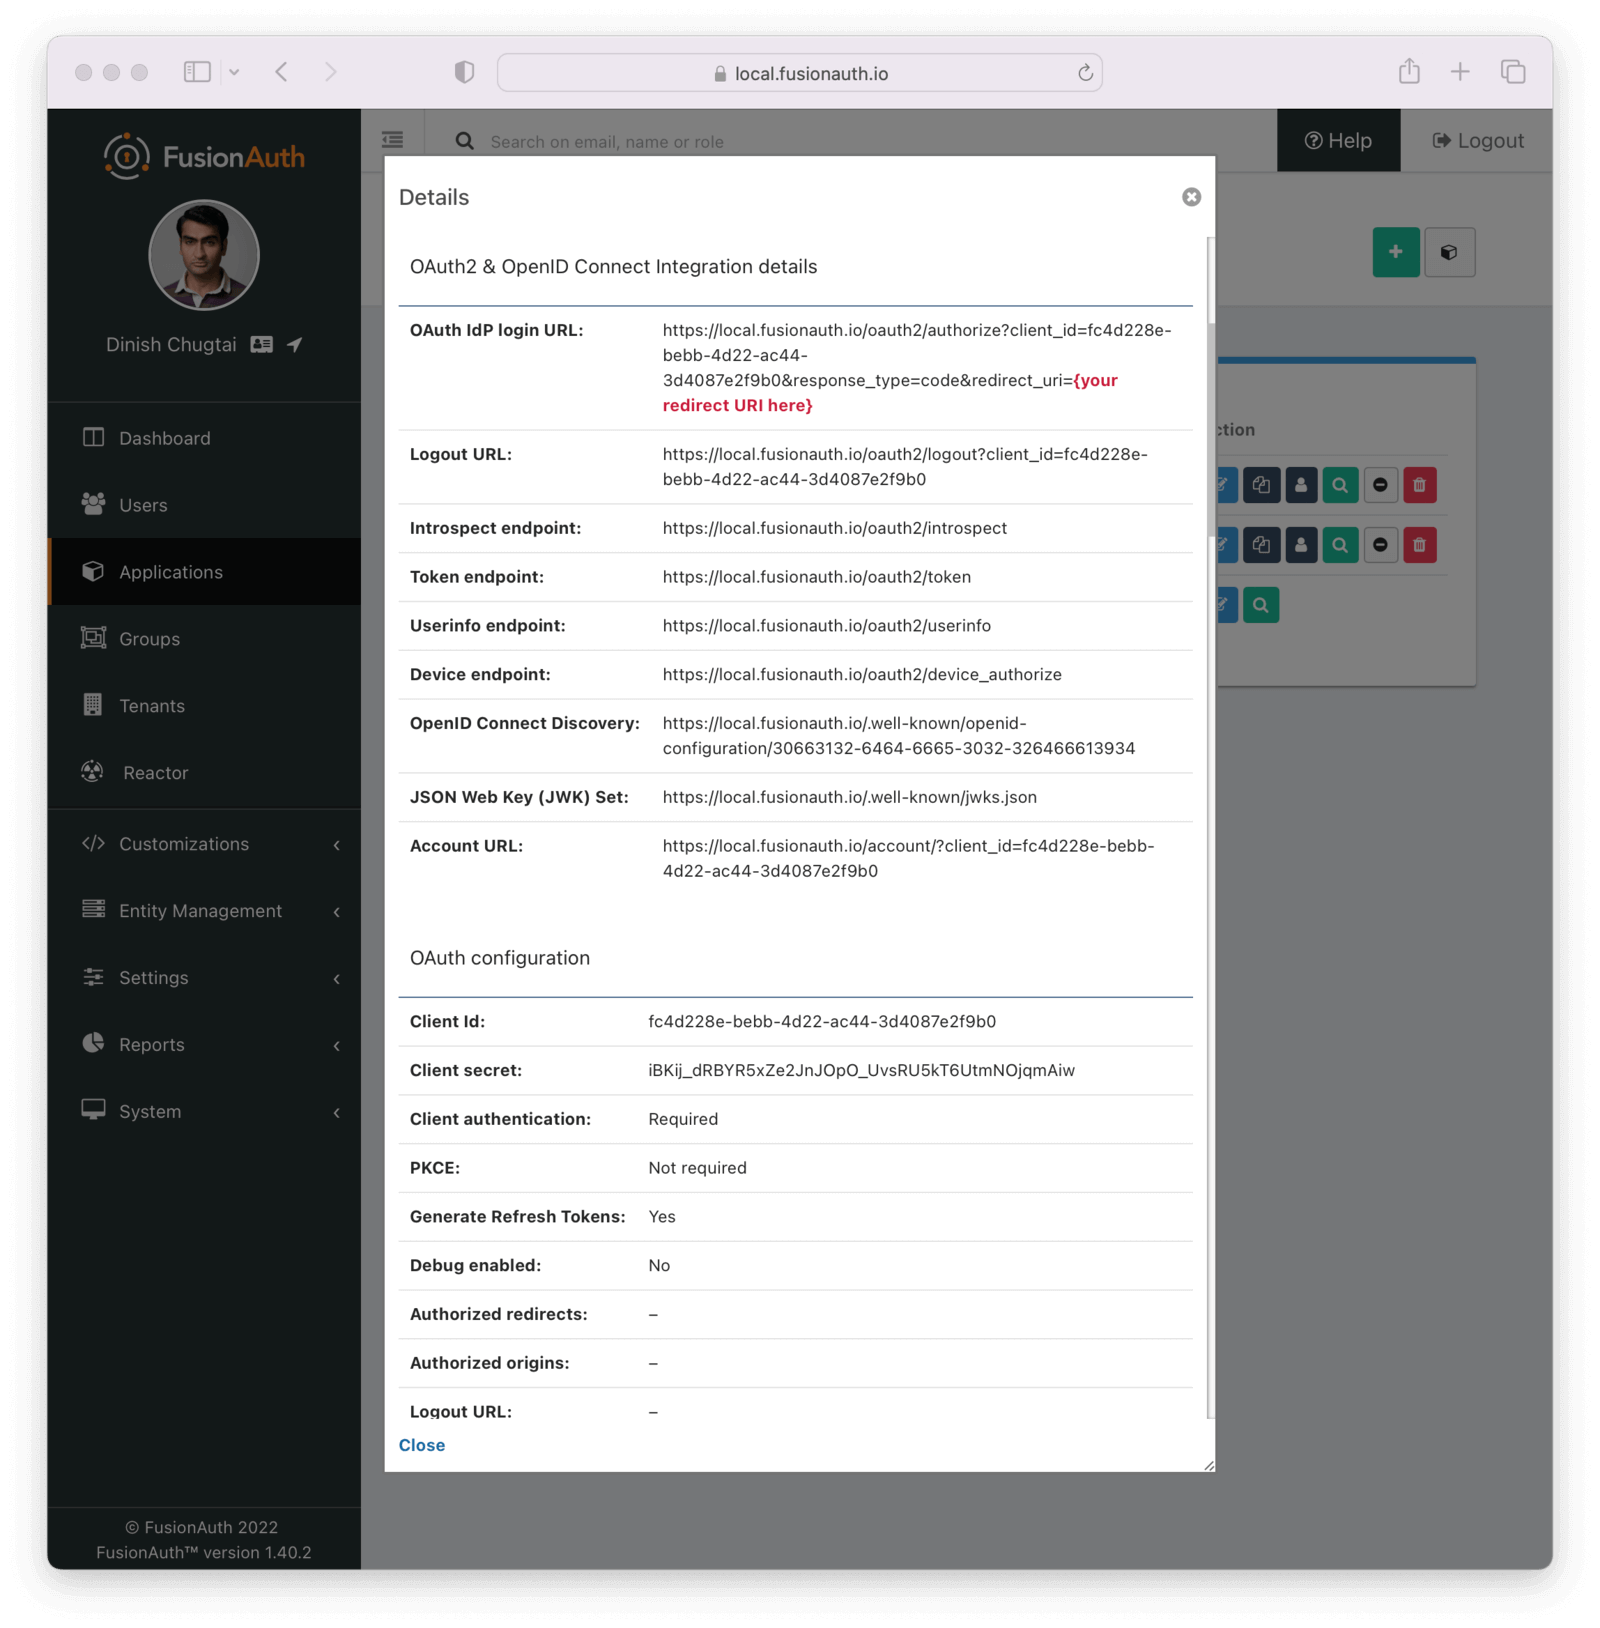 local.fusionauth.io
FusionAuth
Dinish Chugtai
Dashboard
Users
Applications
Groups
Tenants
Reactor
Customizations
Entity Management
Settings
Reports
System
© FusionAuth 2022
FusionAuth™ version 1.40.2
Search on email, name or role
Help
Logout
Details
OAuth2 & OpenID Connect Integration details
OAuth IdP login URL:
https://local.fusionauth.io/oauth2/authorize?client_id=fc4d228e-
bebb-4d22-ac44-
3d4087e2f9b0&response_type=code&redirect_uri={your
redirect URI here}
Logout URL:
https://local.fusionauth.io/oauth2/logout?client_id=fc4d228e-
bebb-4d22-ac44-3d4087e2f9b0
Introspect endpoint:
https://local.fusionauth.io/oauth2/introspect
Token endpoint:
https://local.fusionauth.io/oauth2/token
Userinfo endpoint:
https://local.fusionauth.io/oauth2/userinfo
Device endpoint:
https://local.fusionauth.io/oauth2/device_authorize
OpenID Connect Discovery:
https://local.fusionauth.io/.well-known/openid-
configuration/30663132-6464-6665-3032-326466613934
JSON Web Key (JWK) Set:
https://local.fusionauth.io/.well-known/jwks.json
Account URL:
https://local.fusionauth.io/account/?client_id=fc4d228e-bebb-
4d22-ac44-3d4087e2f9b0
OAuth configuration
Client Id:
fc4d228e-bebb-4d22-ac44-3d4087e2f9b0
Client secret:
iBKij_dRBYR5xZe2JnJOpO_UvsRU5kT6UtmNOjqmAiw
Client authentication:
Required
PKCE:
Not required
Generate Refresh Tokens:
Yes
Debug enabled:
No
Authorized redirects:
–
Authorized origins:
–
Logout URL:
–
Close
ction